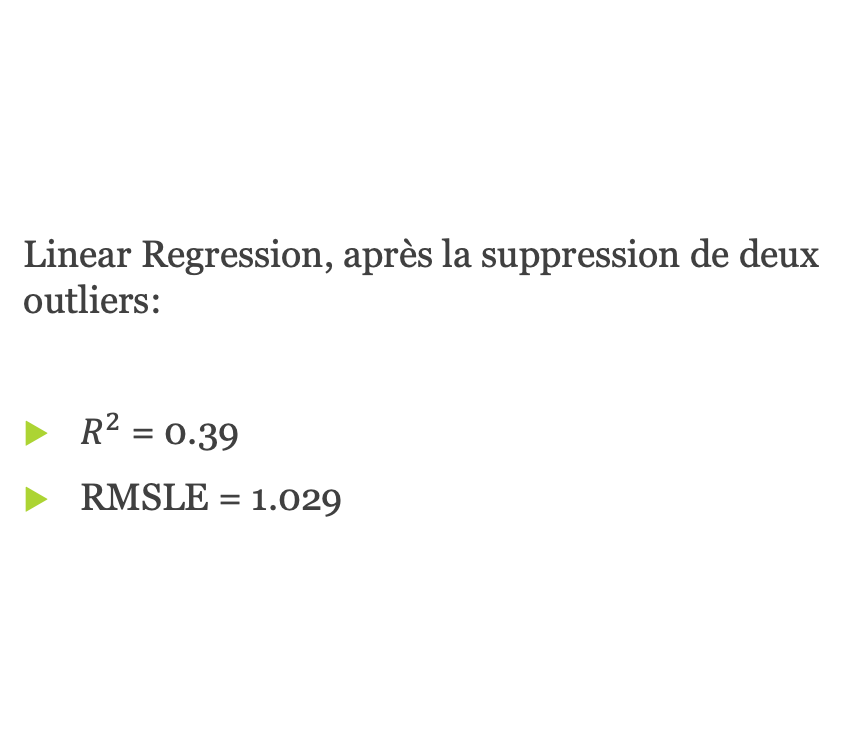 Linear Regression, après la suppression de deux
outliers:
R² = 0.39
RMSLE = 1.029